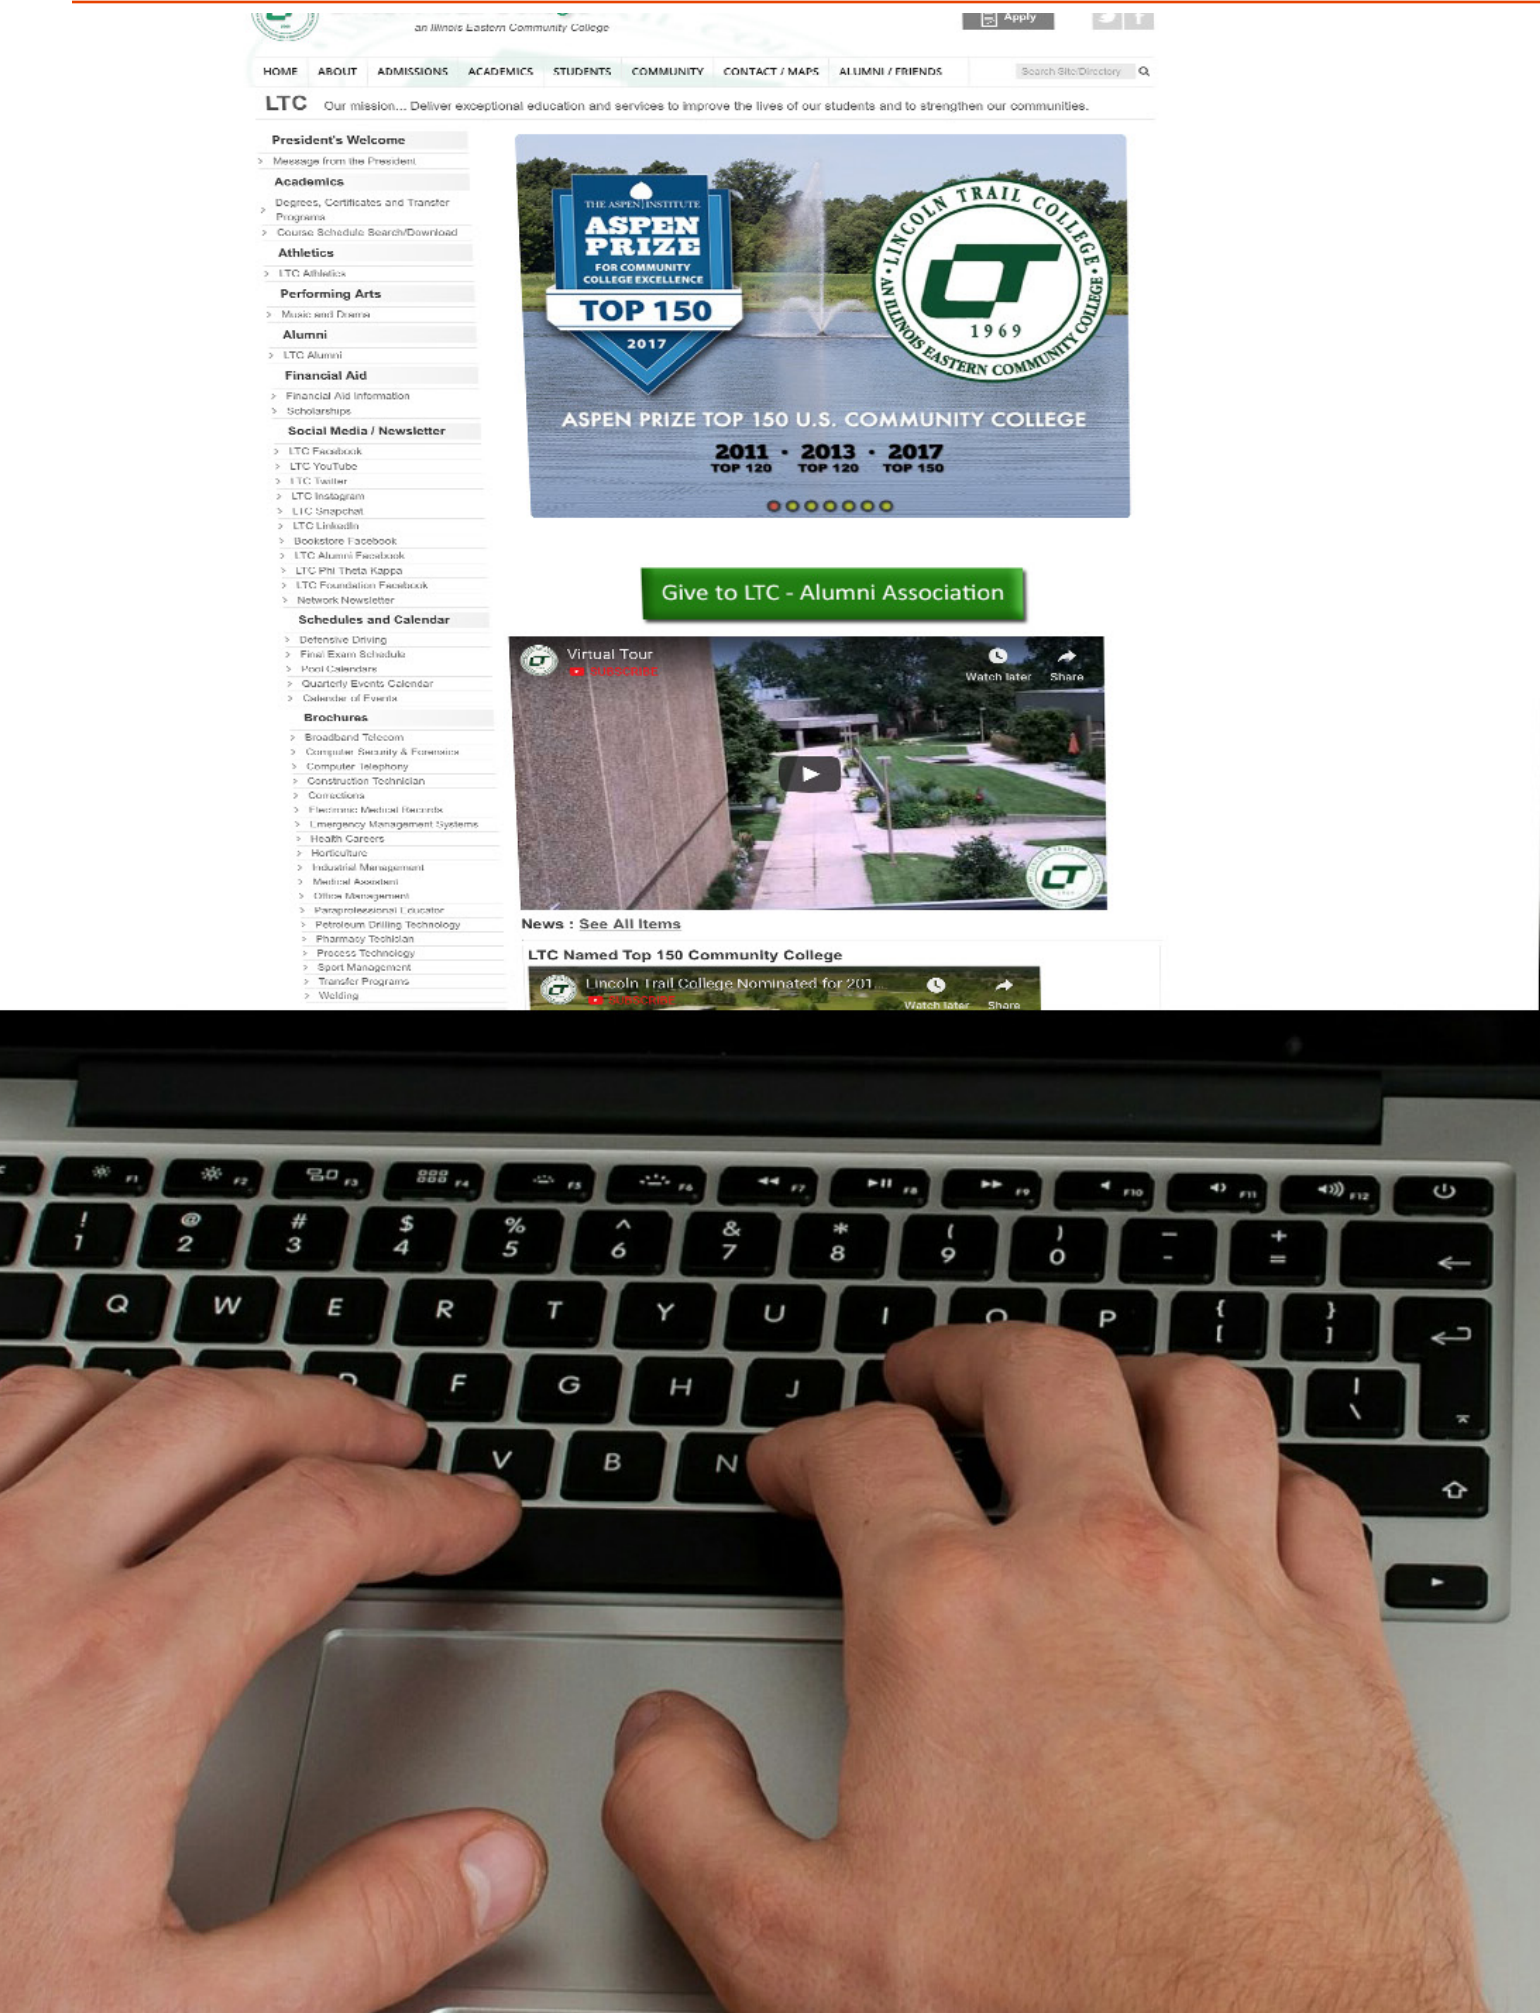 an Illinois Eastern Community College
Apply
HOME ABOUT ADMISSIONS ACADEMICS STUDENTS COMMUNITY CONTACT / MAPS ALUMNI / FRIENDS Search Site/Directory
LTC Our mission... Deliver exceptional education and services to improve the lives of our students and to strengthen our communities.
President's Welcome
Message from the President
Academics
Degrees, Certificates and Transfer
Programs
Course Schedule Search/Download
Athletics
LTC Athletics
Performing Arts
Music and Drama
Alumni
LTC Alumni
Financial Aid
Financial Aid Information
Scholarships
Social Media / Newsletter
LTC Facebook
LTC YouTube
LTC Twitter
LTC Instagram
LTC Snapchat
LTC LinkedIn
Bookstore Facebook
LTC Alumni Facebook
LTC Phi Theta Kappa
LTC Foundation Facebook
Network Newsletter
Schedules and Calendar
Defensive Driving
Final Exam Schedule
Pool Calendars
Quarterly Events Calendar
Calendar of Events
Brochures
Broadband Telecom
Computer Security & Forensics
Computer Telephony
Construction Technician
Corrections
Electronic Medical Records
Emergency Management Systems
Health Careers
Horticulture
Industrial Management
Medical Assistant
Office Management
Paraprofessional Educator
Petroleum Drilling Technology
Pharmacy Techician
Process Technology
Sport Management
Transfer Programs
Welding
THE ASPEN INSTITUTE
ASPEN
PRIZE
FOR COMMUNITY
COLLEGE EXCELLENCE
TOP 150
2017
LINCOLN TRAIL COLLEGE
LT
1969
AN ILLINOIS EASTERN COMMUNITY COLLEGE
ASPEN PRIZE TOP 150 U.S. COMMUNITY COLLEGE
2011 · 2013 · 2017
TOP 120 TOP 120 TOP 150
Give to LTC - Alumni Association
Virtual Tour
SUBSCRIBE
Watch later Share
News : See All Items
LTC Named Top 150 Community College
Lincoln Trail College Nominated for 201...
SUBSCRIBE
Watch later Share
F1 F2 F3 F4 F5 F6 F7 F8 F9 F10 F11 F12
! @ # $ % ^ & * ( ) — +
1 2 3 4 5 6 7 8 9 0 - =
Q W E R T Y U I O P { }
[ ]
D F G H J |
\
V B N